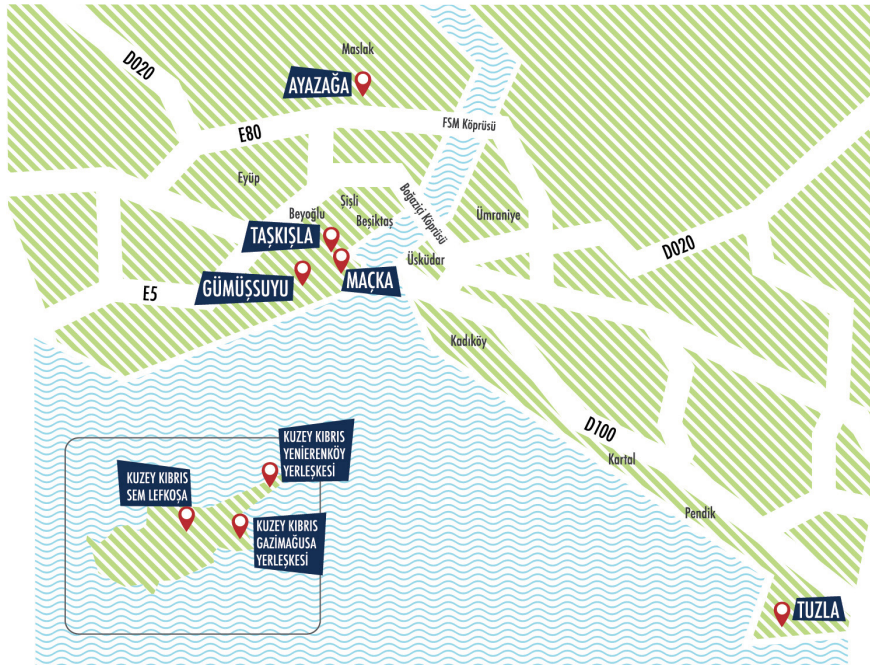 D020
Maslak
AYAZAĞA
E80
FSM Köprüsü
Eyüp
Şişli
Beyoğlu
Beşiktaş
Boğaziçi Köprüsü
Ümraniye
TAŞKIŞLA
Üsküdar
D020
GÜMÜŞSUYU
MAÇKA
E5
Kadıköy
D100
Kartal
Pendik
TUZLA
KUZEY KIBRIS
YENİERENKÖY
YERLEŞKESİ
KUZEY KIBRIS
SEM LEFKOŞA
KUZEY KIBRIS
GAZİMAĞUSA
YERLEŞKESİ